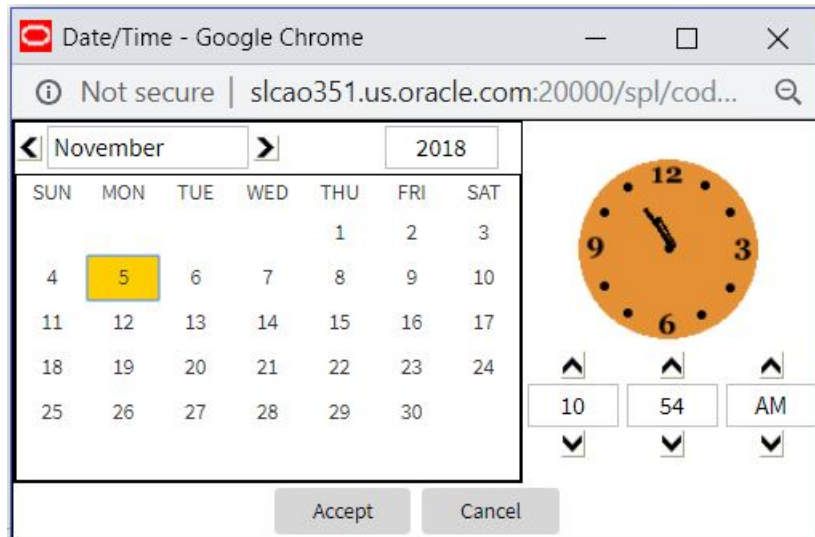 Date/Time - Google Chrome
Not secure | slcao351.us.oracle.com:20000/spl/cod...
November 2018
SUN MON TUE WED THU FRI SAT
1 2 3
4 5 6 7 8 9 10
11 12 13 14 15 16 17
18 19 20 21 22 23 24
25 26 27 28 29 30
12
9 3
6
10 54 AM
Accept Cancel